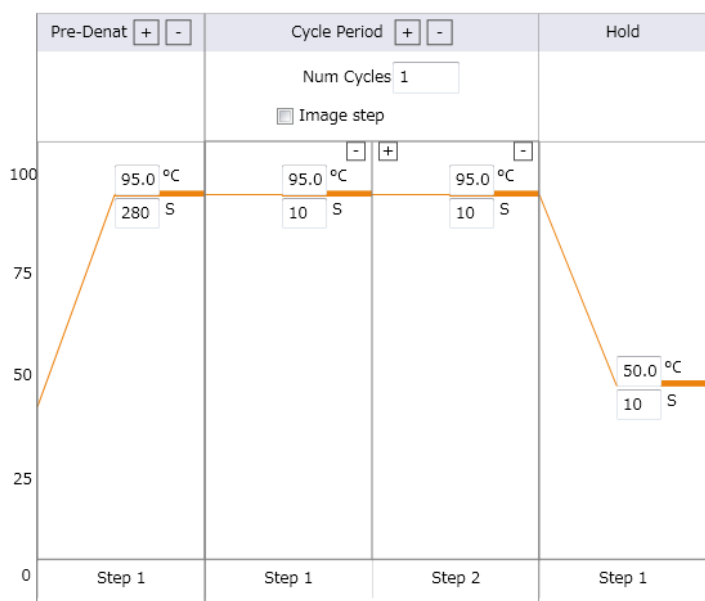 Pre-Denat + - Cycle Period + - Hold
Num Cycles 1
Image step
- + -
100 95.0 °C 95.0 °C 95.0 °C
280 S 10 S 10 S
75
50 50.0 °C
10 S
25
0 Step 1 Step 1 Step 2 Step 1